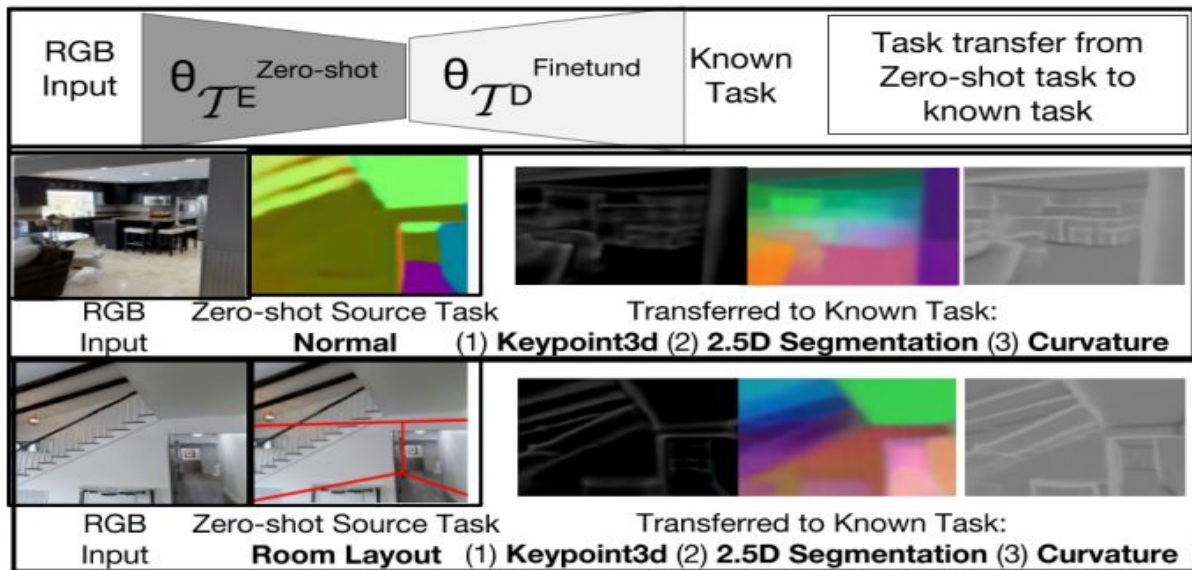 RGB
Input
θ_𝒯E Zero-shot
θ_𝒯D Finetund
Known
Task
Task transfer from
Zero-shot task to
known task
RGB
Input
Zero-shot Source Task
Normal
Transferred to Known Task:
(1) Keypoint3d (2) 2.5D Segmentation (3) Curvature
RGB
Input
Zero-shot Source Task
Room Layout
Transferred to Known Task:
(1) Keypoint3d (2) 2.5D Segmentation (3) Curvature